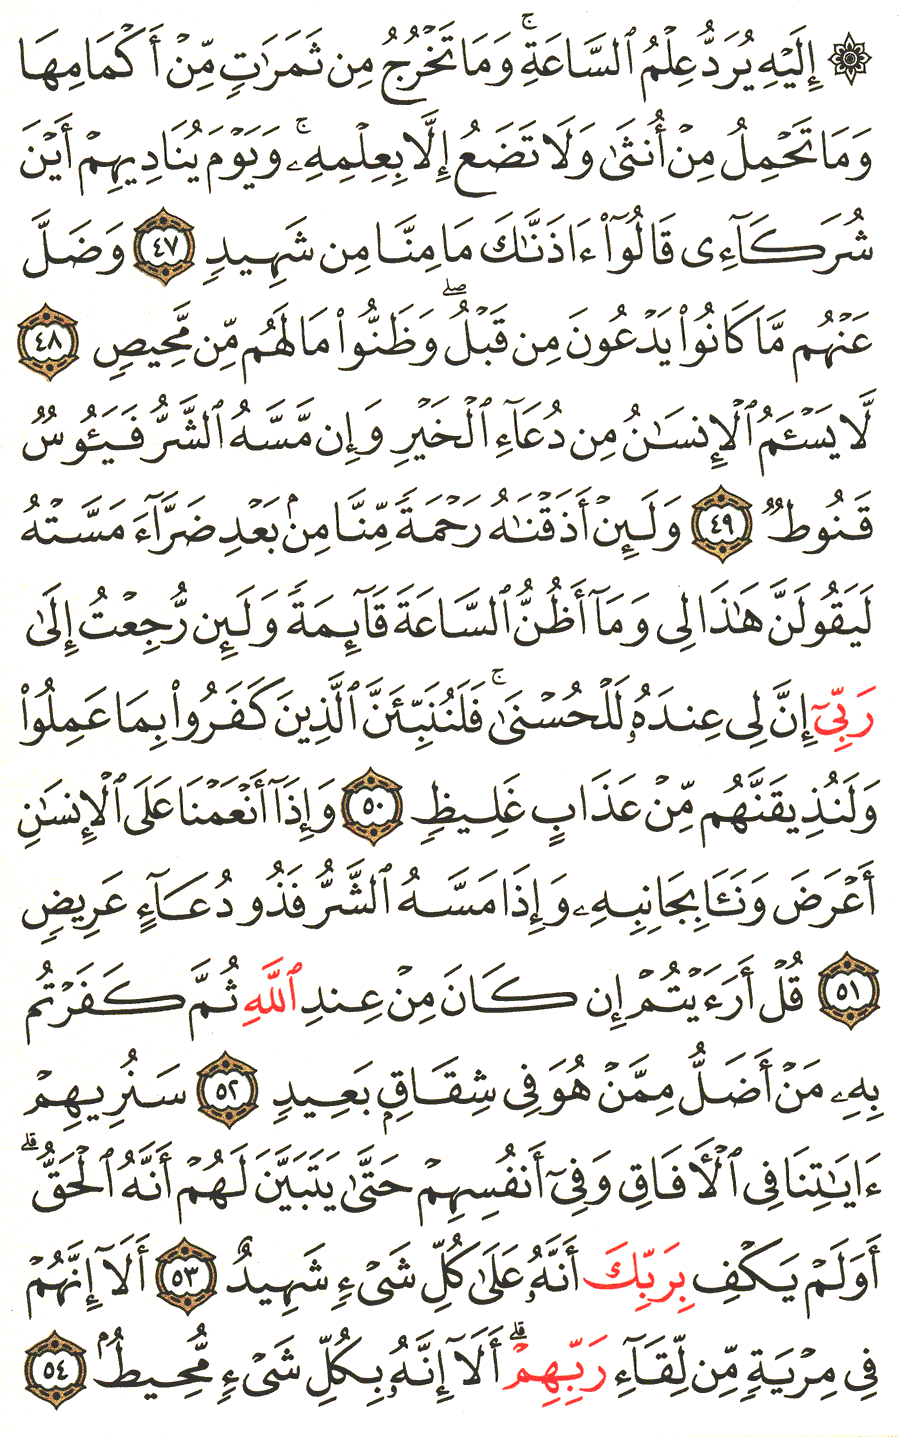 ۞ إِلَيْهِ يُرَدُّ عِلْمُ ٱلسَّاعَةِۚ وَمَا تَخْرُجُ مِن ثَمَرَٰتٍ مِّنْ أَكْمَامِهَا
وَمَا تَحْمِلُ مِنْ أُنثَىٰ وَلَا تَضَعُ إِلَّا بِعِلْمِهِۦۚ وَيَوْمَ يُنَادِيهِمْ أَيْنَ
شُرَكَآءِى قَالُوٓا۟ ءَاذَنَّٰكَ مَا مِنَّا مِن شَهِيدٍ ٤٧ وَضَلَّ
عَنْهُم مَّا كَانُوا۟ يَدْعُونَ مِن قَبْلُۖ وَظَنُّوا۟ مَا لَهُم مِّن مَّحِيصٍ ٤٨
لَّا يَسْـَٔمُ ٱلْإِنسَٰنُ مِن دُعَآءِ ٱلْخَيْرِ وَإِن مَّسَّهُ ٱلشَّرُّ فَيَـُٔوسٌ
قَنُوطٌ ٤٩ وَلَئِنْ أَذَقْنَٰهُ رَحْمَةً مِّنَّا مِنۢ بَعْدِ ضَرَّآءَ مَسَّتْهُ
لَيَقُولَنَّ هَٰذَا لِى وَمَآ أَظُنُّ ٱلسَّاعَةَ قَآئِمَةً وَلَئِن رُّجِعْتُ إِلَىٰ
رَبِّىٓ إِنَّ لِى عِندَهُۥ لَلْحُسْنَىٰۚ فَلَنُنَبِّئَنَّ ٱلَّذِينَ كَفَرُوا۟ بِمَا عَمِلُوا۟
وَلَنُذِيقَنَّهُم مِّنْ عَذَابٍ غَلِيظٍ ٥٠ وَإِذَآ أَنْعَمْنَا عَلَى ٱلْإِنسَٰنِ
أَعْرَضَ وَنَـَٔا بِجَانِبِهِۦ وَإِذَا مَسَّهُ ٱلشَّرُّ فَذُو دُعَآءٍ عَرِيضٍ
٥١ قُلْ أَرَءَيْتُمْ إِن كَانَ مِنْ عِندِ ٱللَّهِ ثُمَّ كَفَرْتُم
بِهِۦ مَنْ أَضَلُّ مِمَّنْ هُوَ فِى شِقَاقٍۭ بَعِيدٍ ٥٢ سَنُرِيهِمْ
ءَايَٰتِنَا فِى ٱلْـَٔافَاقِ وَفِىٓ أَنفُسِهِمْ حَتَّىٰ يَتَبَيَّنَ لَهُمْ أَنَّهُ ٱلْحَقُّۗ
أَوَلَمْ يَكْفِ بِرَبِّكَ أَنَّهُۥ عَلَىٰ كُلِّ شَىْءٍ شَهِيدٌ ٥٣ أَلَآ إِنَّهُمْ
فِى مِرْيَةٍ مِّن لِّقَآءِ رَبِّهِمْۗ أَلَآ إِنَّهُۥ بِكُلِّ شَىْءٍ مُّحِيطٌۢ ٥٤